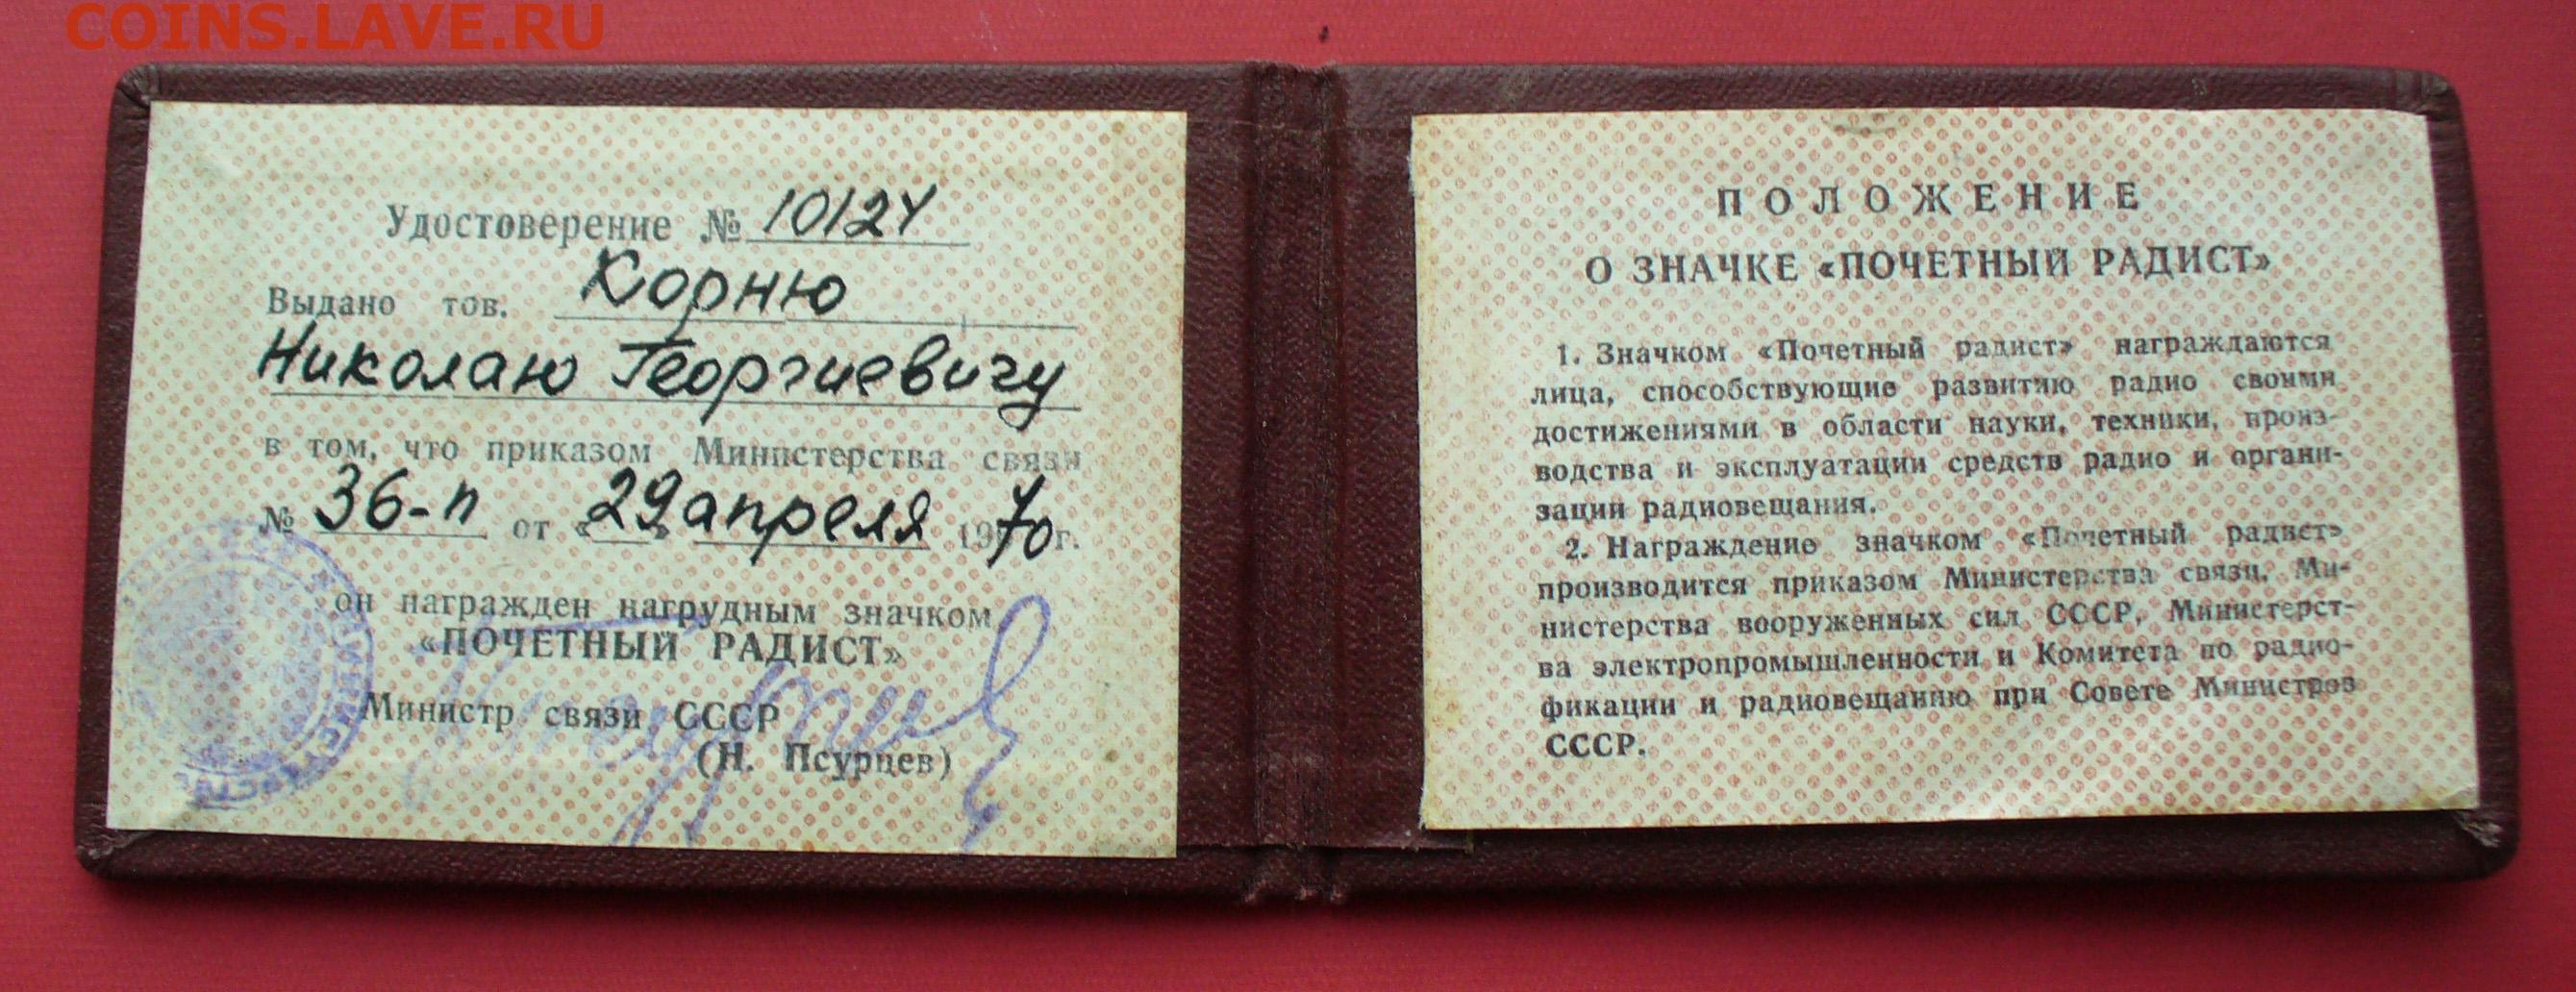 COINS.LAVE.RU
Удостоверение № 10124
Выдано тов. Корню
Николаю Георгиевичу
в том, что приказом Министерства связи
№ 36-п от «29» апреля 1970 г.
он награжден нагрудным значком
«ПОЧЕТНЫЙ РАДИСТ»
Министр связи СССР
(Н. Псурцев)
ПОЛОЖЕНИЕ
О ЗНАЧКЕ «ПОЧЕТНЫЙ РАДИСТ»
1. Значком «Почетный радист» награждаются
лица, способствующие развитию радио своими
достижениями в области науки, техники, произ-
водства и эксплуатации средств радио и органи-
зации радиовещания.
2. Награждение значком «Почетный радист»
производится приказом Министерства связи, Ми-
нистерства вооруженных сил СССР, Министерст-
ва электропромышленности и Комитета по радио-
фикации и радиовещанию при Совете Министров
СССР.